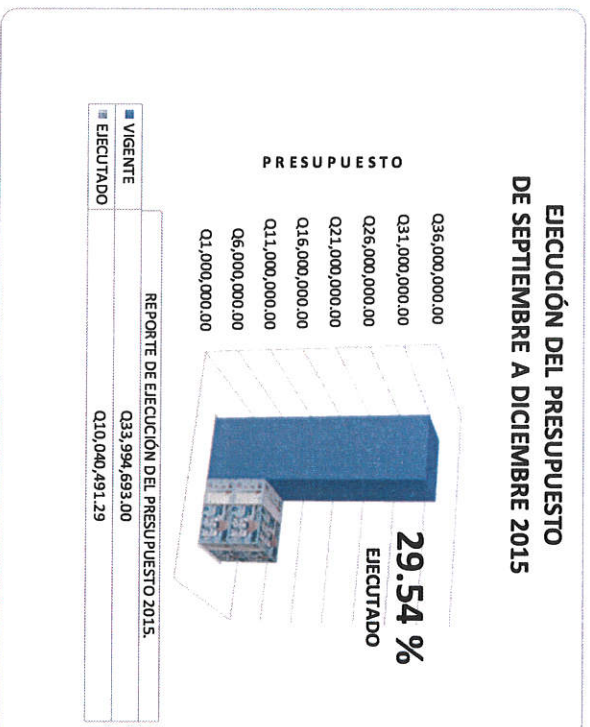 EJECUCIÓN DEL PRESUPUESTO
DE SEPTIEMBRE A DICIEMBRE 2015
PRESUPUESTO
Q36,000,000.00
Q31,000,000.00
Q26,000,000.00
Q21,000,000.00
Q16,000,000.00
Q11,000,000.00
Q6,000,000.00
Q1,000,000.00
29.54 %
EJECUTADO
REPORTE DE EJECUCIÓN DEL PRESUPUESTO 2015.
VIGENTE Q33,994,693.00
EJECUTADO Q10,040,491.29